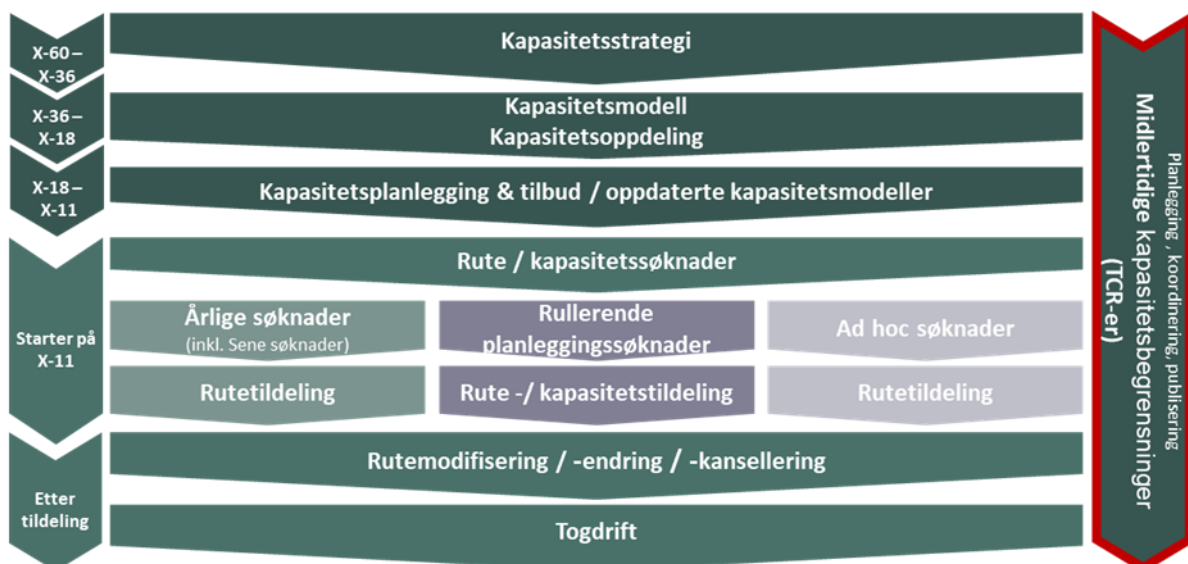 X-60 –
X-36
Kapasitetsstrategi
X-36 –
X-18
Kapasitetsmodell
Kapasitetsoppdeling
X-18 –
X-11
Kapasitetsplanlegging & tilbud / oppdaterte kapasitetsmodeller
Starter på
X-11
Rute / kapasitetssøknader
Årlige søknader
(inkl. Sene søknader)
Rullerende
planleggingssøknader
Ad hoc søknader
Rutetildeling
Rute -/ kapasitetstildeling
Rutetildeling
Etter
tildeling
Rutemodifisering / -endring / -kansellering
Togdrift
Planlegging , koordinering, publisering
Midlertidige kapasitetsbegrensninger
(TCR-er)